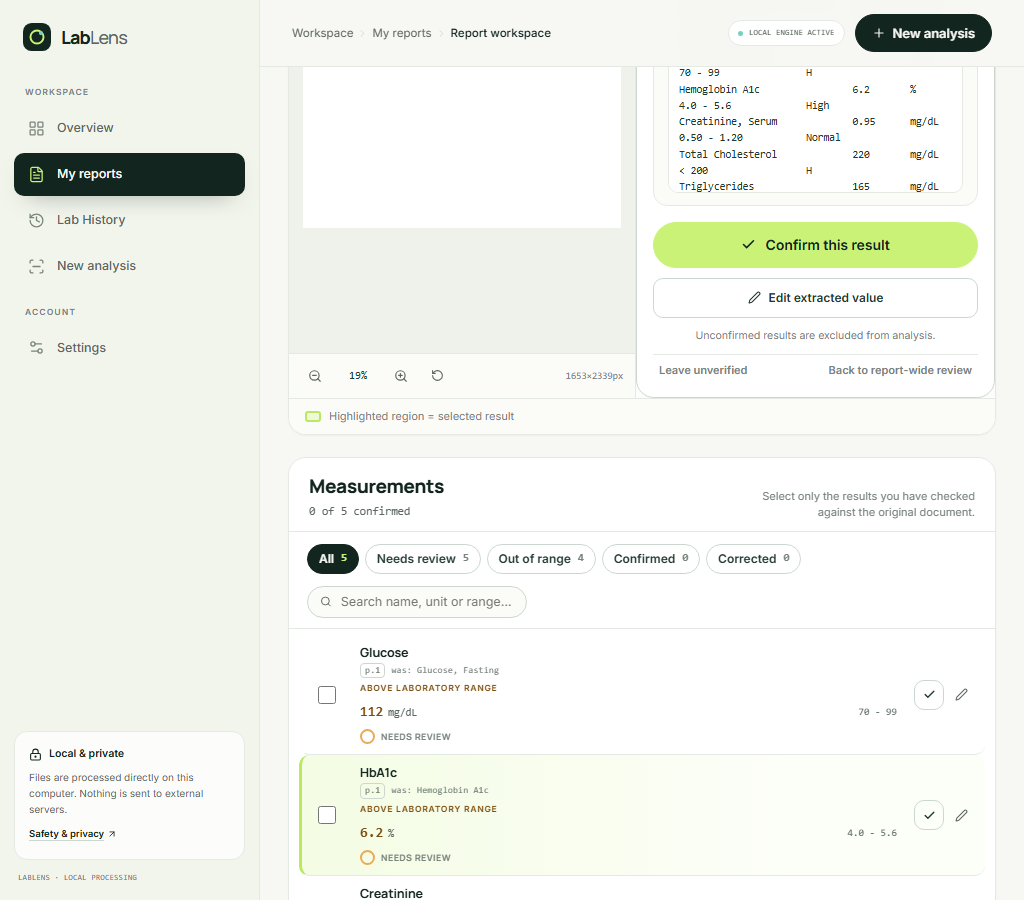 LabLens
WORKSPACE
Overview
My reports
Lab History
New analysis
ACCOUNT
Settings
Local & private
Files are processed directly on this
computer. Nothing is sent to external
servers.
Safety & privacy
LABLENS · LOCAL PROCESSING
Workspace › My reports › Report workspace
LOCAL ENGINE ACTIVE
+ New analysis
70 - 99 H
Hemoglobin A1c 6.2 %
4.0 - 5.6 High
Creatinine, Serum 0.95 mg/dL
0.50 - 1.20 Normal
Total Cholesterol 220 mg/dL
< 200 H
Triglycerides 165 mg/dL
Confirm this result
Edit extracted value
Unconfirmed results are excluded from analysis.
Leave unverified Back to report-wide review
19%
1653×2339px
Highlighted region = selected result
Measurements
0 of 5 confirmed
Select only the results you have checked
against the original document.
All 5
Needs review 5
Out of range 4
Confirmed 0
Corrected 0
Search name, unit or range...
Glucose
p.1 was: Glucose, Fasting
ABOVE LABORATORY RANGE
112 mg/dL
70 - 99
NEEDS REVIEW
HbA1c
p.1 was: Hemoglobin A1c
ABOVE LABORATORY RANGE
6.2 %
4.0 - 5.6
NEEDS REVIEW
Creatinine